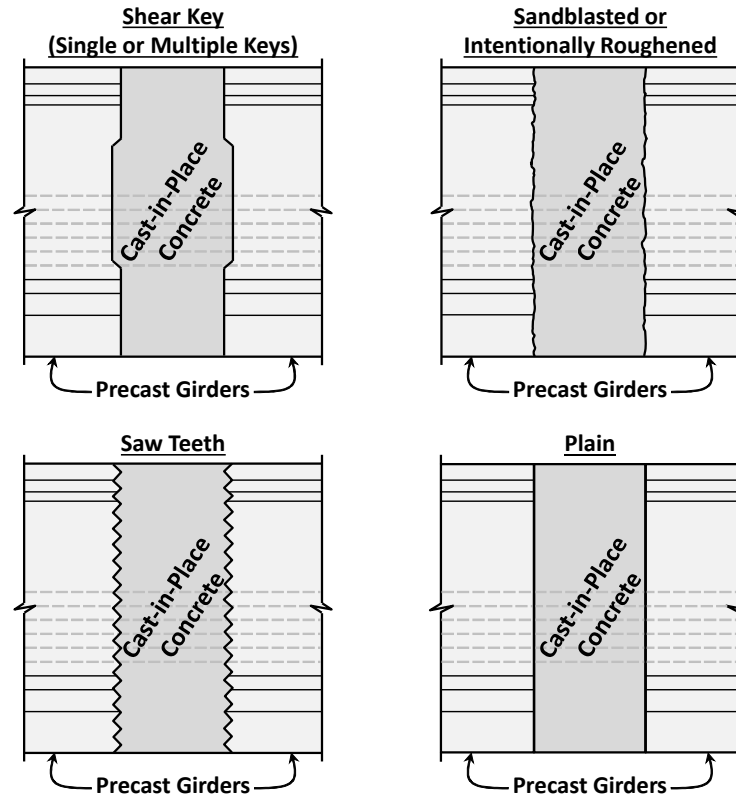 Shear Key
(Single or Multiple Keys)
Cast-in-Place
Concrete
Precast Girders
Sandblasted or
Intentionally Roughened
Cast-in-Place
Concrete
Precast Girders
Saw Teeth
Cast-in-Place
Concrete
Precast Girders
Plain
Cast-in-Place
Concrete
Precast Girders